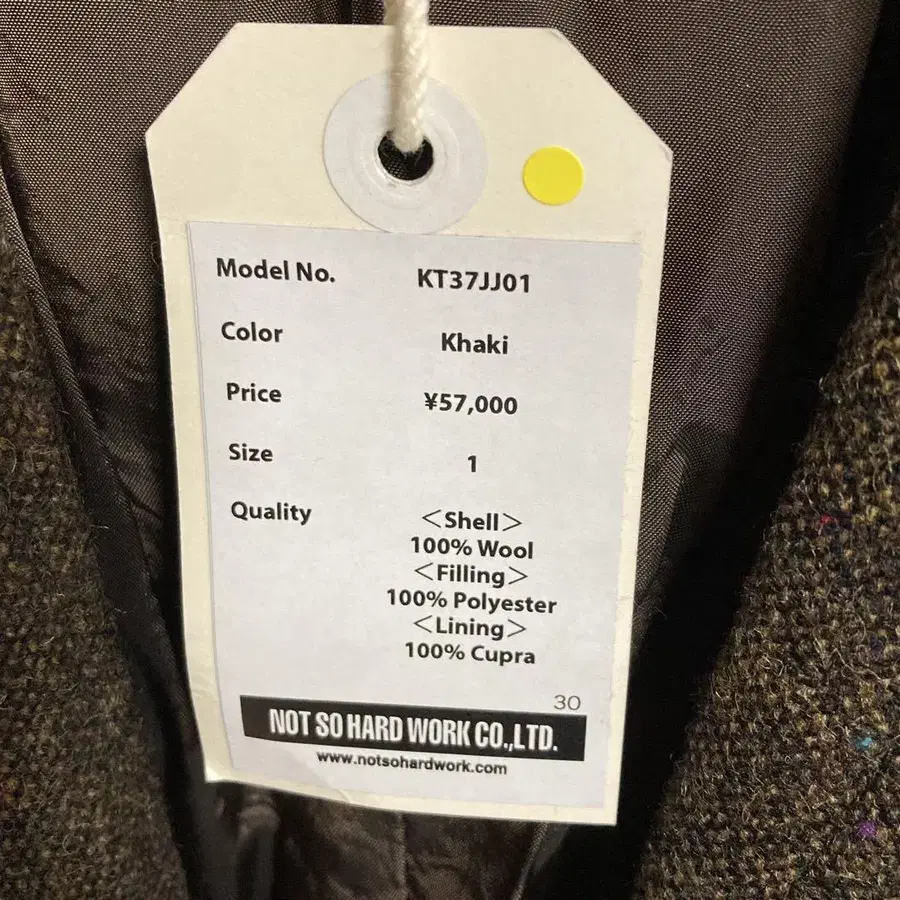 Model No. KT37JJ01
Color Khaki
Price ¥57,000
Size 1
Quality <Shell>
100% Wool
<Filling>
100% Polyester
<Lining>
100% Cupra
30
NOT SO HARD WORK CO.,LTD.
www.notsohardwork.com